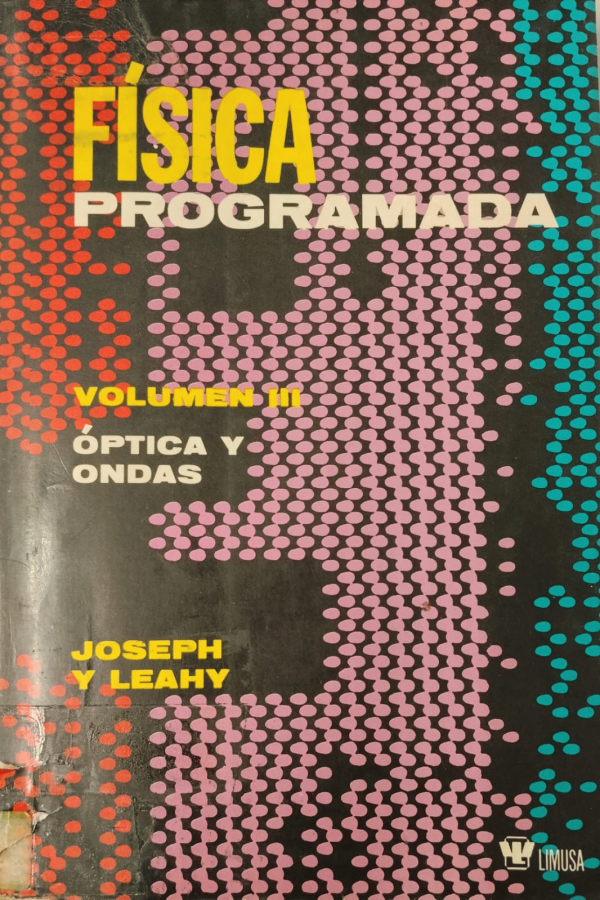 FÍSICA
PROGRAMADA
VOLUMEN III
ÓPTICA Y
ONDAS
JOSEPH
Y LEAHY
LIMUSA